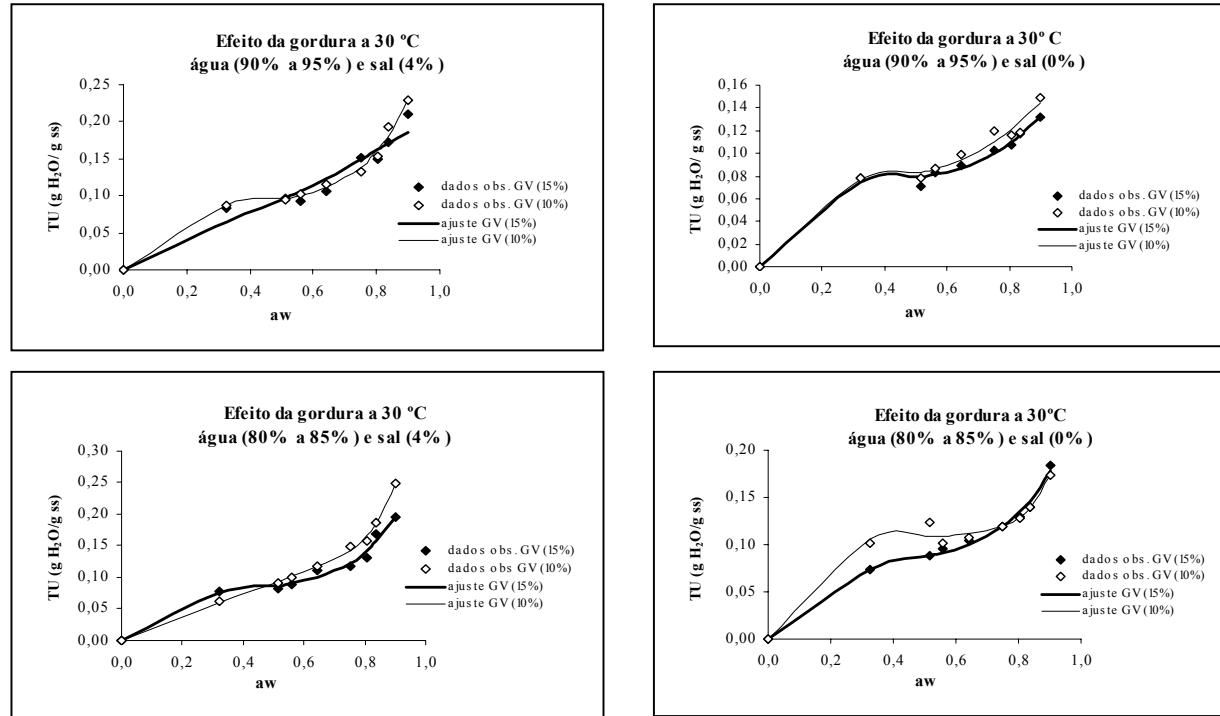 Efeito da gordura a 30 ºC
água (90% a 95%) e sal (4%)
TU (g H₂O/ g ss)
0,25
0,20
0,15
0,10
0,05
0,00
0,0 0,2 0,4 0,6 0,8 1,0
aw
dados obs. GV (15%)
dados obs. GV (10%)
ajuste GV (15%)
ajuste GV (10%)
Efeito da gordura a 30°C
água (90% a 95%) e sal (0%)
TU (g H₂O/g ss)
0,16
0,14
0,12
0,10
0,08
0,06
0,04
0,02
0,00
0,0 0,2 0,4 0,6 0,8 1,0
aw
dados obs. GV (15%)
dados obs. GV (10%)
ajuste GV (15%)
ajuste GV (10%)
Efeito da gordura a 30 ºC
água (80% a 85%) e sal (4%)
TU (g H₂O/g ss)
0,30
0,25
0,20
0,15
0,10
0,05
0,00
0,0 0,2 0,4 0,6 0,8 1,0
aw
dados obs. GV (15%)
dados obs GV (10%)
ajuste GV (15%)
ajuste GV (10%)
Efeito da gordura a 30°C
água (80% a 85%) e sal (0%)
TU (g H₂O/g ss)
0,20
0,15
0,10
0,05
0,00
0,0 0,2 0,4 0,6 0,8 1,0
aw
dados obs. GV (15%)
dados obs. GV (10%)
ajuste GV (15%)
ajuste GV (10%)